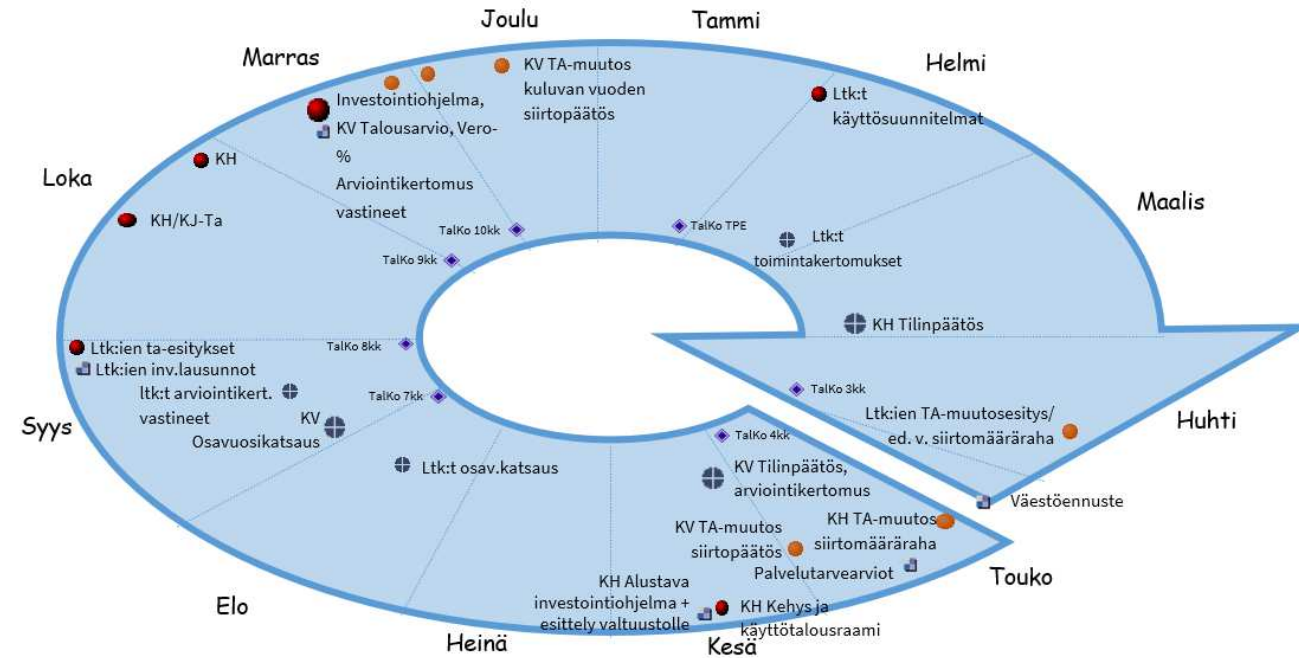 Joulu
Tammi
Marras
Helmi
KV TA-muutos
kuluvan vuoden
siirtopäätös
Ltk:t
käyttösuunnitelmat
Investointiohjelma,
KV Talousarvio, Vero-
%
Arviointikertomus
vastineet
KH
Loka
KH/KJ-Ta
Maalis
TalKo 10kk
TalKo TPE
TalKo 9kk
Ltk:t
toimintakertomukset
KH Tilinpäätös
Ltk:ien ta-esitykset
TalKo 8kk
Ltk:ien inv.lausunnot
ltk:t arviointikert.
vastineet
TalKo 7kk
TalKo 3kk
KV
Osavuosikatsaus
Syys
Ltk:ien TA-muutosesitys/
ed. v. siirtomääräraha
Huhti
TalKo 4kk
Ltk:t osav.katsaus
KV Tilinpäätös,
arviointikertomus
Väestöennuste
KV TA-muutos
siirtopäätös
KH TA-muutos
siirtomääräraha
Palvelutarvearviot
Touko
KH Alustava
investointiohjelma +
esittely valtuustolle
KH Kehys ja
käyttötalousraami
Elo
Heinä
Kesä